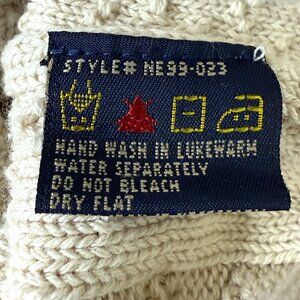 STYLE# NE99-023
HAND WASH IN LUKEWARM
WATER SEPARATELY
DO NOT BLEACH
DRY FLAT